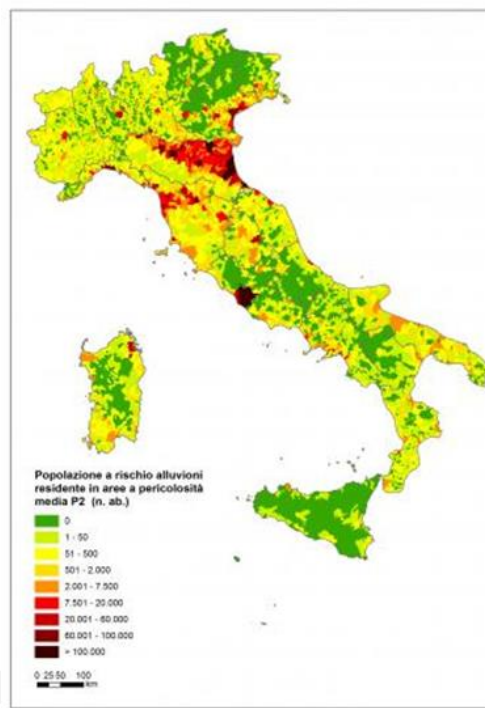 Popolazione a rischio alluvioni
residente in aree a pericolosità
media P2 (n. ab.)
0
1 - 50
51 - 500
501 - 2.000
2.001 - 7.500
7.501 - 20.000
20.001 - 60.000
60.001 - 100.000
> 100.000
0 25 50 100
km